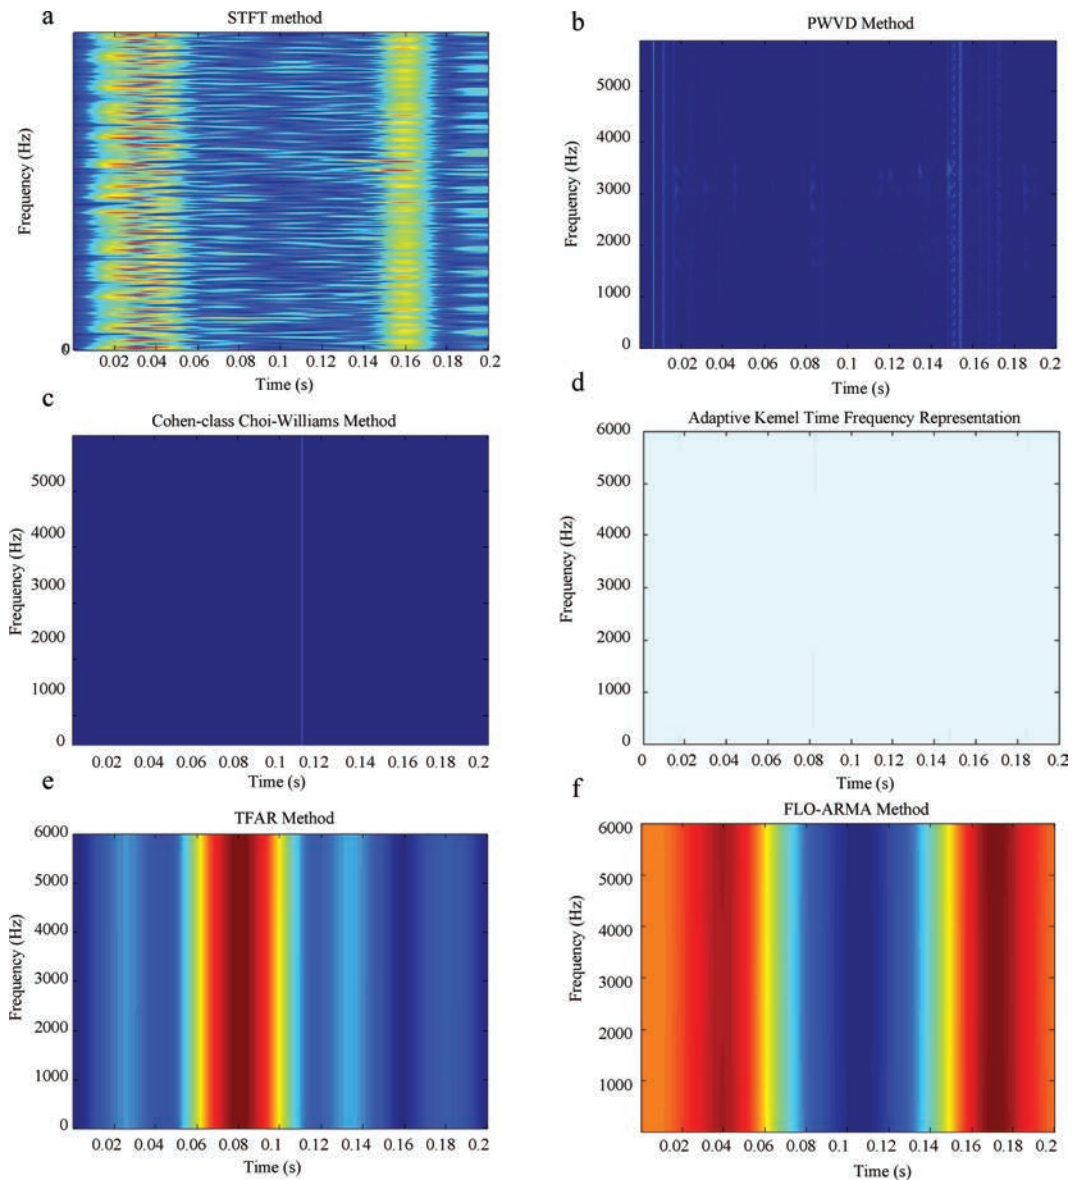 a
STFT method
Frequency (Hz)
0
0.02 0.04 0.06 0.08 0.1 0.12 0.14 0.16 0.18 0.2
Time (s)
b
PWVD Method
5000
4000
3000
2000
1000
0
Frequency (Hz)
0.02 0.04 0.06 0.08 0.1 0.12 0.14 0.16 0.18 0.2
Time (s)
c
Cohen-class Choi-Williams Method
5000
4000
3000
2000
1000
0
Frequency (Hz)
0.02 0.04 0.06 0.08 0.1 0.12 0.14 0.16 0.18 0.2
Time (s)
d
Adaptive Kernel Time Frequency Representation
6000
5000
4000
3000
2000
1000
0
Frequency (Hz)
0 0.02 0.04 0.06 0.08 0.1 0.12 0.14 0.16 0.18 0.2
Time (s)
e
TFAR Method
6000
5000
4000
3000
2000
1000
0
Frequency (Hz)
0.02 0.04 0.06 0.08 0.1 0.12 0.14 0.16 0.18 0.2
Time (s)
f
FLO-ARMA Method
6000
5000
4000
3000
2000
1000
Frequency (Hz)
0.02 0.04 0.06 0.08 0.1 0.12 0.14 0.16 0.18 0.2
Time (s)